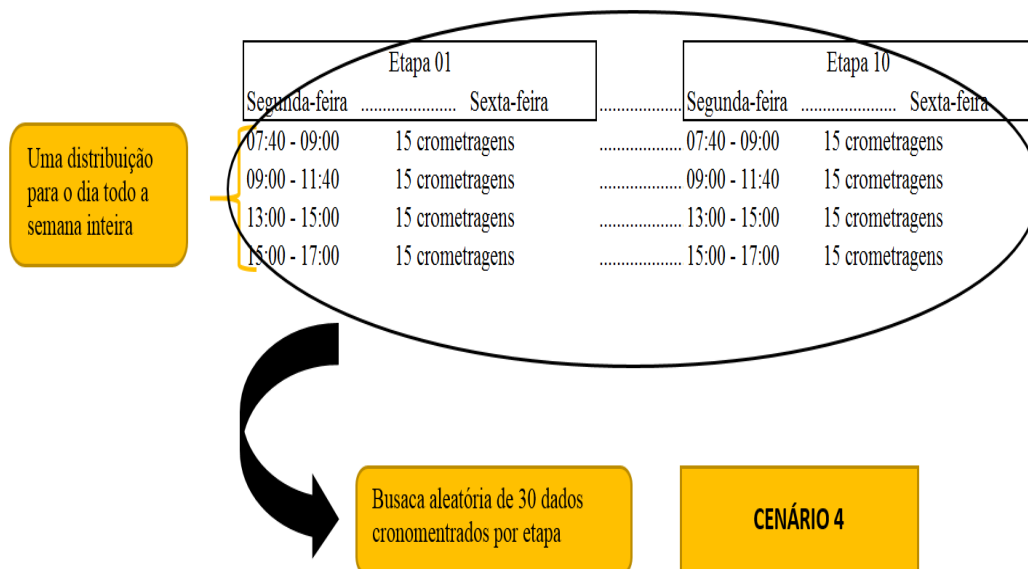 Etapa 01 Etapa 10
Segunda-feira ...................... Sexta-feira ................... Segunda-feira ...................... Sexta-feira
Uma distribuição
para o dia todo a
semana inteira
07:40 - 09:00 15 crometragens ................... 07:40 - 09:00 15 crometragens
09:00 - 11:40 15 crometragens ................... 09:00 - 11:40 15 crometragens
13:00 - 15:00 15 crometragens ................... 13:00 - 15:00 15 crometragens
15:00 - 17:00 15 crometragens ................... 15:00 - 17:00 15 crometragens
Busaca aleatória de 30 dados
cronomentrados por etapa
CENÁRIO 4